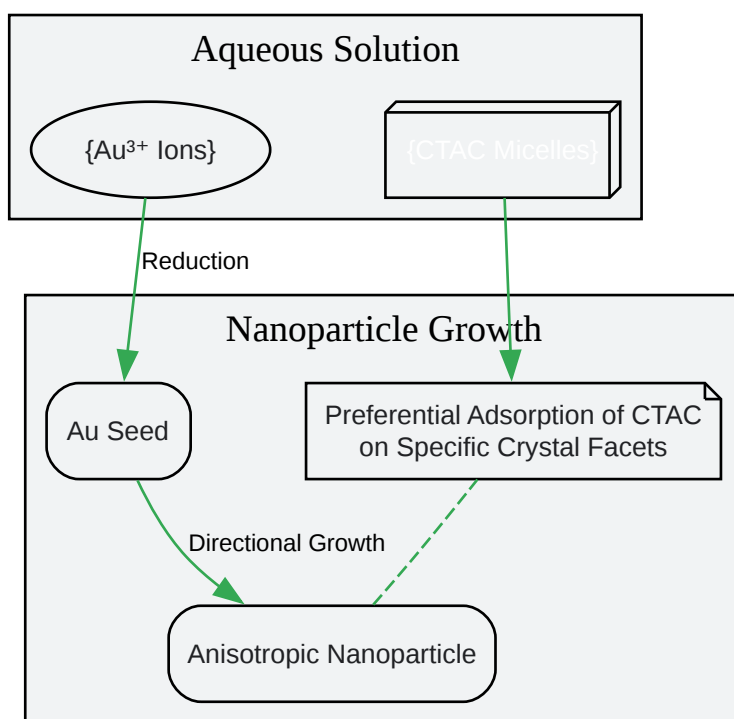 Aqueous Solution
{Au³⁺ Ions}
{CTAC Micelles}
Reduction
Nanoparticle Growth
Au Seed
Preferential Adsorption of CTAC
on Specific Crystal Facets
Directional Growth
Anisotropic Nanoparticle